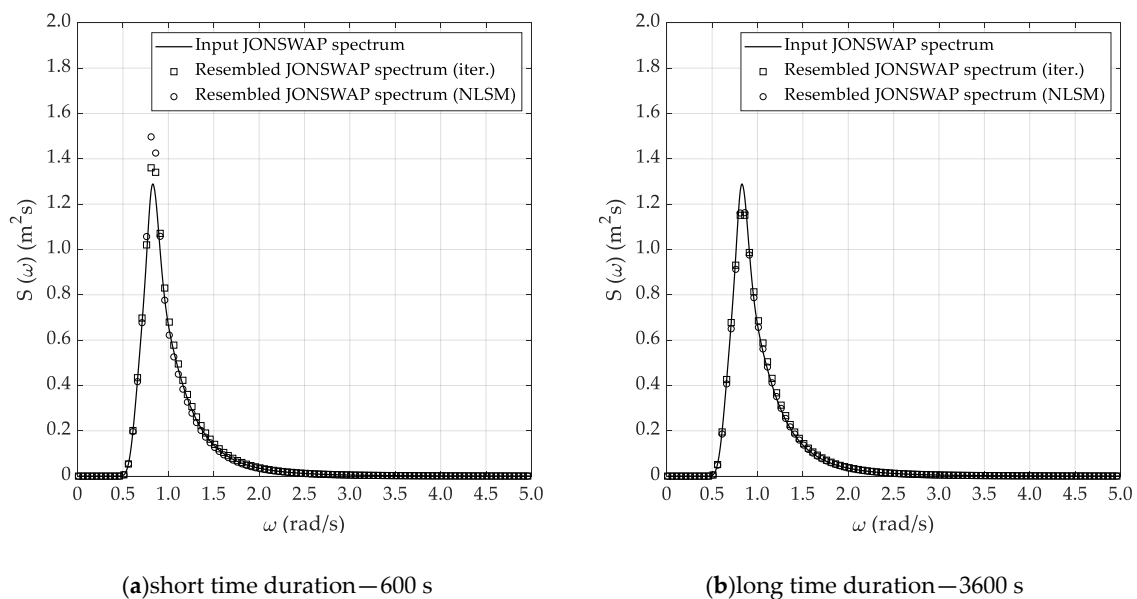 2.0
1.8
1.6
1.4
1.2
1.0
0.8
0.6
0.4
0.2
0
0 0.5 1.0 1.5 2.0 2.5 3.0 3.5 4.0 4.5 5.0
S (ω) (m²s)
ω (rad/s)
Input JONSWAP spectrum
Resembled JONSWAP spectrum (iter.)
Resembled JONSWAP spectrum (NLSM)
(a)short time duration—600 s
2.0
1.8
1.6
1.4
1.2
1.0
0.8
0.6
0.4
0.2
0
0 0.5 1.0 1.5 2.0 2.5 3.0 3.5 4.0 4.5 5.0
S (ω) (m²s)
ω (rad/s)
Input JONSWAP spectrum
Resembled JONSWAP spectrum (iter.)
Resembled JONSWAP spectrum (NLSM)
(b)long time duration—3600 s